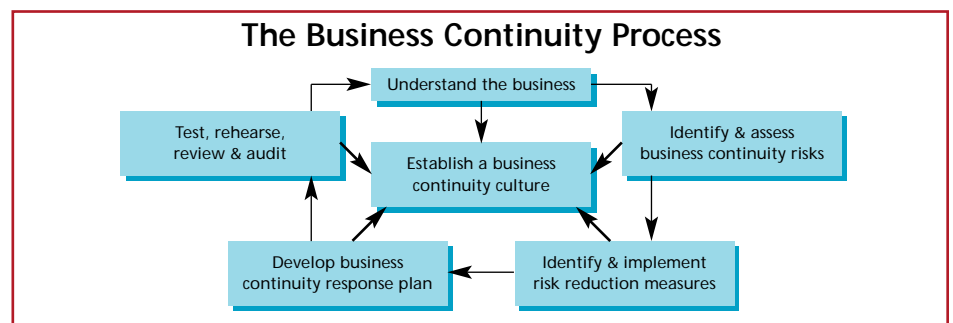 The Business Continuity Process
Understand the business
Test, rehearse,
review & audit
Identify & assess
business continuity risks
Establish a business
continuity culture
Develop business
continuity response plan
Identify & implement
risk reduction measures